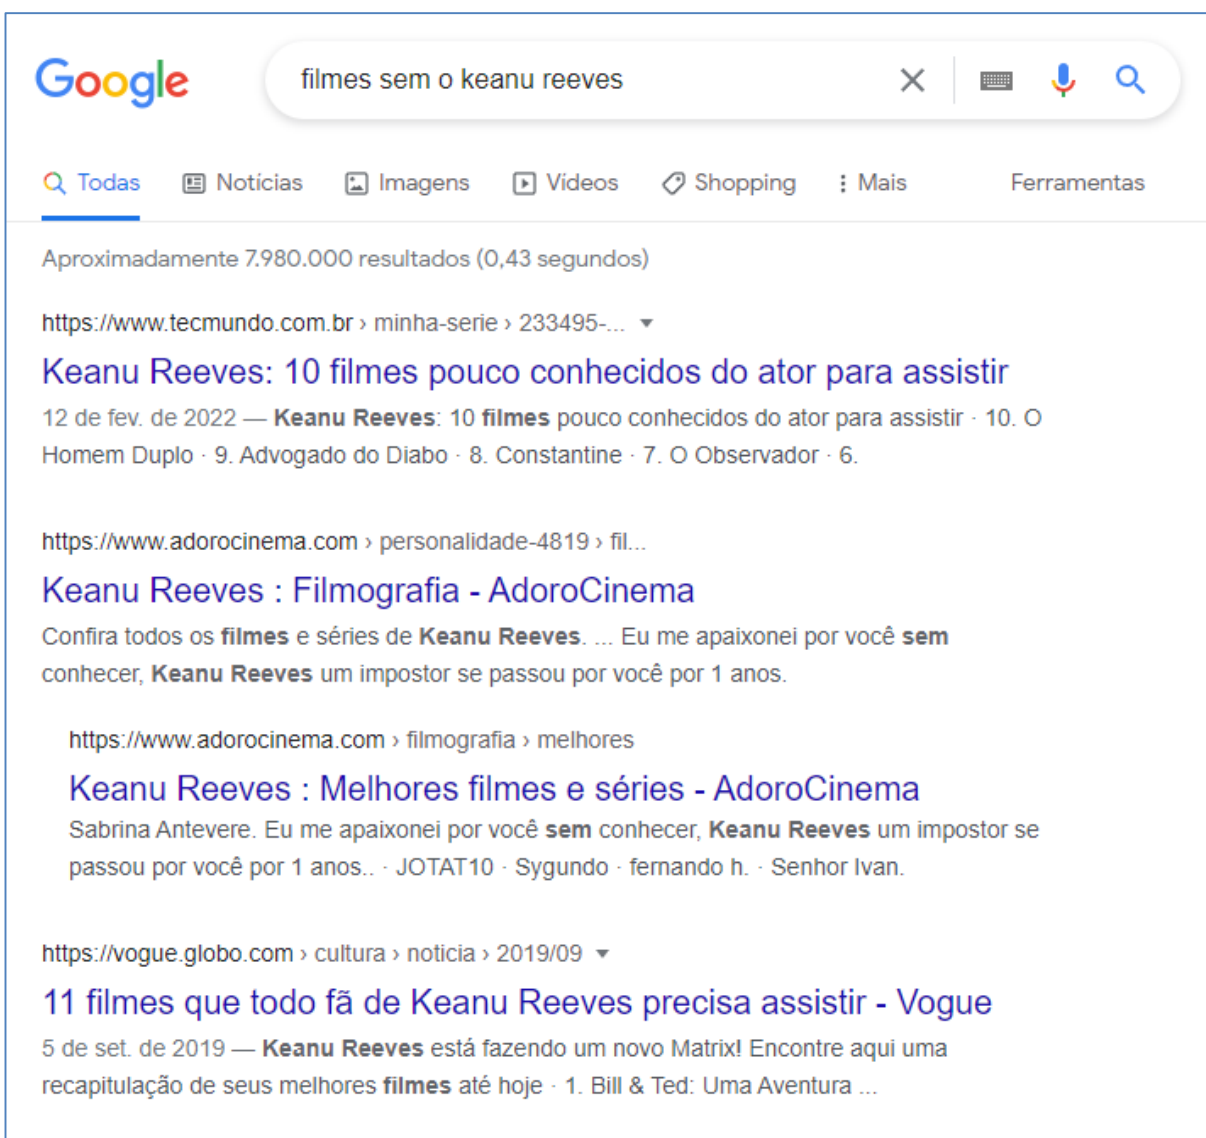 Google
filmes sem o keanu reeves
Todas Notícias Imagens Vídeos Shopping Mais Ferramentas
Aproximadamente 7.980.000 resultados (0,43 segundos)
https://www.tecmundo.com.br › minha-serie › 233495-...
Keanu Reeves: 10 filmes pouco conhecidos do ator para assistir
12 de fev. de 2022 — Keanu Reeves: 10 filmes pouco conhecidos do ator para assistir · 10. O
Homem Duplo · 9. Advogado do Diabo · 8. Constantine · 7. O Observador · 6.
https://www.adorocinema.com › personalidade-4819 › fil...
Keanu Reeves : Filmografia - AdoroCinema
Confira todos os filmes e séries de Keanu Reeves. ... Eu me apaixonei por você sem
conhecer, Keanu Reeves um impostor se passou por você por 1 anos.
https://www.adorocinema.com › filmografia › melhores
Keanu Reeves : Melhores filmes e séries - AdoroCinema
Sabrina Antevere. Eu me apaixonei por você sem conhecer, Keanu Reeves um impostor se
passou por você por 1 anos.. · JOTAT10 · Sygundo · fernando h. · Senhor Ivan.
https://vogue.globo.com › cultura › noticia › 2019/09
11 filmes que todo fã de Keanu Reeves precisa assistir - Vogue
5 de set. de 2019 — Keanu Reeves está fazendo um novo Matrix! Encontre aqui uma
recapitulação de seus melhores filmes até hoje · 1. Bill & Ted: Uma Aventura ...